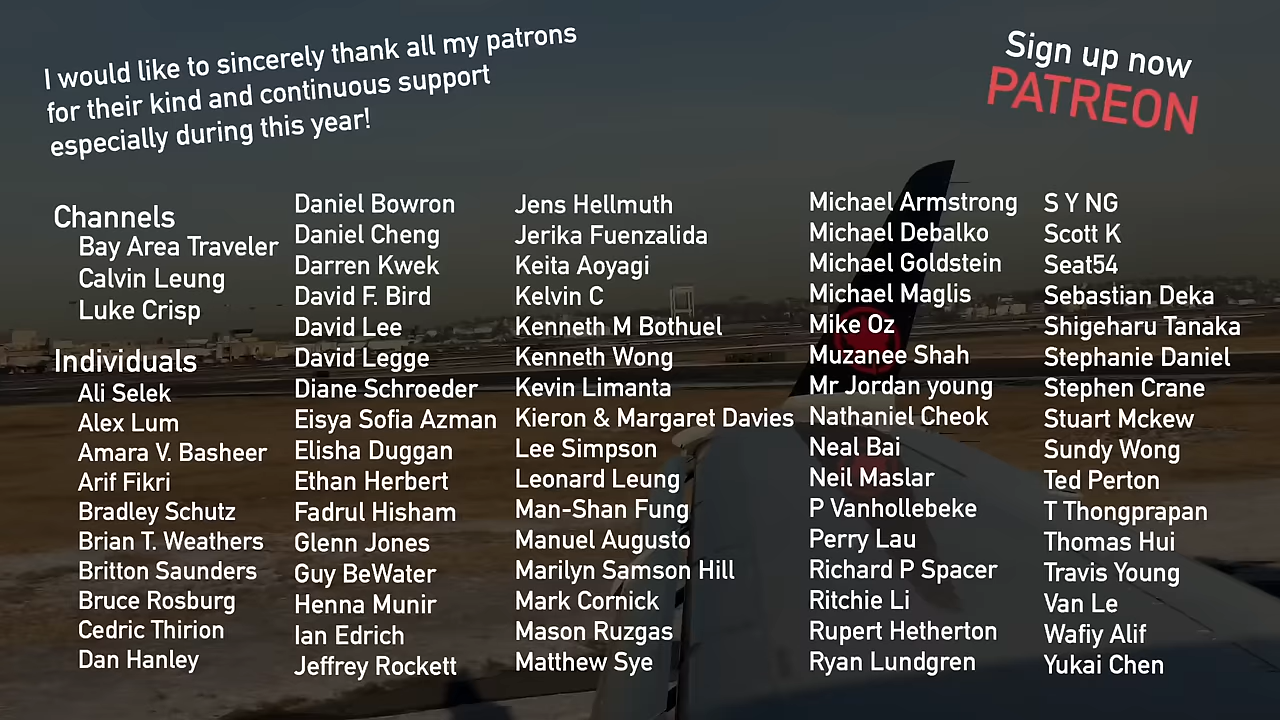 I would like to sincerely thank all my patrons
for their kind and continuous support
especially during this year!
Sign up now
PATREON
Channels
Bay Area Traveler
Calvin Leung
Luke Crisp
Individuals
Ali Selek
Alex Lum
Amara V. Basheer
Arif Fikri
Bradley Schutz
Brian T. Weathers
Britton Saunders
Bruce Rosburg
Cedric Thirion
Dan Hanley
Daniel Bowron
Daniel Cheng
Darren Kwek
David F. Bird
David Lee
David Legge
Diane Schroeder
Eisya Sofia Azman
Elisha Duggan
Ethan Herbert
Fadrul Hisham
Glenn Jones
Guy BeWater
Henna Munir
Ian Edrich
Jeffrey Rockett
Jens Hellmuth
Jerika Fuenzalida
Keita Aoyagi
Kelvin C
Kenneth M Bothuel
Kenneth Wong
Kevin Limanta
Kieron & Margaret Davies
Lee Simpson
Leonard Leung
Man-Shan Fung
Manuel Augusto
Marilyn Samson Hill
Mark Cornick
Mason Ruzgas
Matthew Sye
Michael Armstrong
Michael Debalko
Michael Goldstein
Michael Maglis
Mike Oz
Muzanee Shah
Mr Jordan young
Nathaniel Cheok
Neal Bai
Neil Maslar
P Vanhollebeke
Perry Lau
Richard P Spacer
Ritchie Li
Rupert Hetherton
Ryan Lundgren
S Y NG
Scott K
Seat54
Sebastian Deka
Shigeharu Tanaka
Stephanie Daniel
Stephen Crane
Stuart Mckew
Sundy Wong
Ted Perton
T Thongprapan
Thomas Hui
Travis Young
Van Le
Wafiy Alif
Yukai Chen